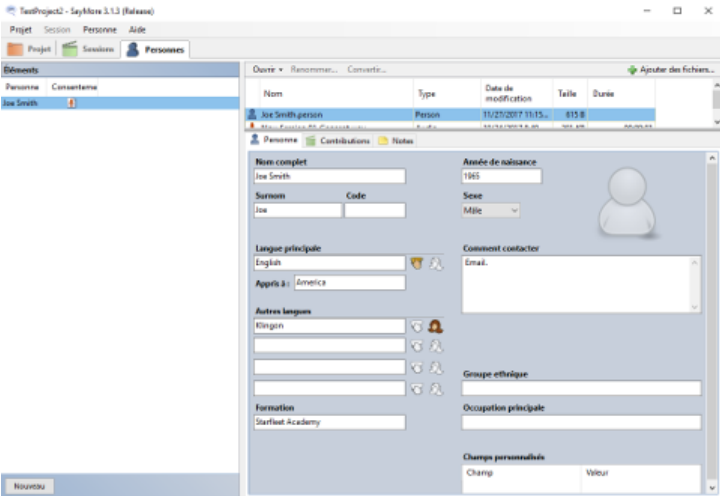 TestProject2 - SayMore 3.1.3 (Release)
Projet Session Personne Aide
Projet Sessions Personnes
Éléments
Personne Consenteme
Joe Smith
Ouvrir Renommer... Convertir...
Ajouter des fichiers...
Nom Type Date de modification Taille Durée
Joe Smith.person Person 11/27/2017 11:15... 615 B
Personne Contributions Notes
Nom complet
Joe Smith
Année de naissance
1965
Surnom Code
Joe
Sexe
Mâle
Langue principale
English
Appris à : America
Comment contacter
Email.
Autres langues
Klingon
Groupe ethnique
Formation
Starfleet Academy
Occupation principale
Champs personnalisés
Champ Valeur
Nouveau